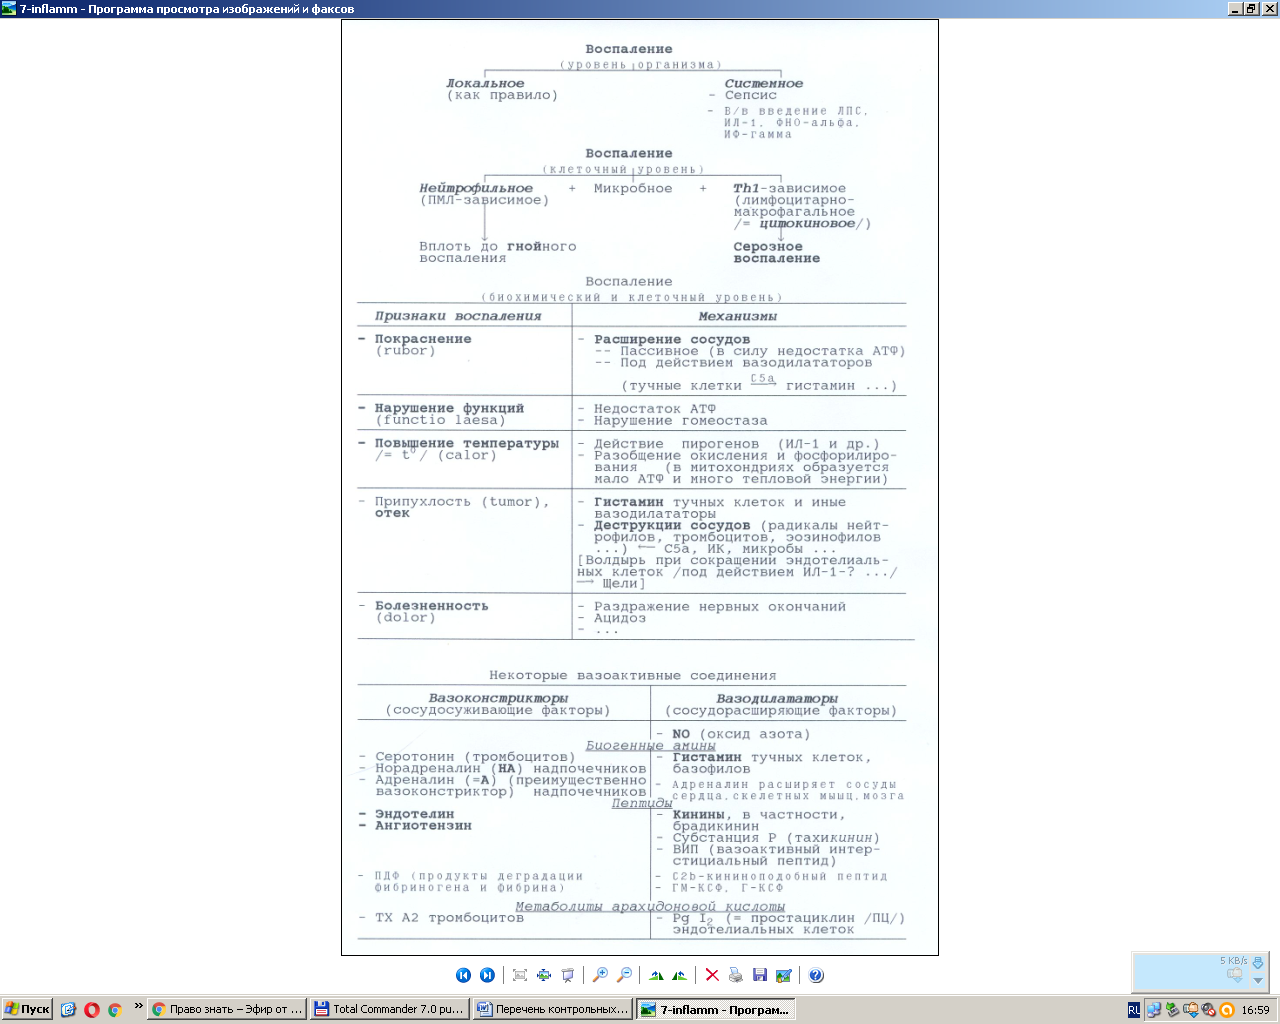 7-inflamm - Программа просмотра изображений и факсов
Воспаление
(уровень организма)
Локальное Системное
(как правило) - Сепсис
- В/в введение ЛПС,
ИЛ-1, ФНО-альфа,
ИФ-гамма
Воспаление
(клеточный уровень)
Нейтрофильное + Микробное + Th1-зависимое
(ПМЛ-зависимое) (лимфоцитарно-
макрофагальное
/= цитокиновое/)
Вплоть до гнойного Серозное
воспаления воспаление
Воспаление
(биохимический и клеточный уровень)
Признаки воспаления Механизмы
- Покраснение - Расширение сосудов
(rubor) -- Пассивное (в силу недостатка АТФ)
-- Под действием вазодилататоров
C5a
(тучные клетки → гистамин ...)
- Нарушение функций - Недостаток АТФ
(functio laesa) - Нарушение гомеостаза
- Повышение температуры - Действие пирогенов (ИЛ-1 и др.)
/= t⁰/ (calor) - Разобщение окисления и фосфорилиро-
вания (в митохондриях образуется
мало АТФ и много тепловой энергии)
- Припухлость (tumor), - Гистамин тучных клеток и иные
отек вазодилататоры
- Деструкции сосудов (радикалы нейт-
рофилов, тромбоцитов, эозинофилов
...) ← C5a, ИК, микробы ...
[Волдырь при сокращении эндотелиаль-
ных клеток /под действием ИЛ-1-? .../
→ Щели]
- Болезненность - Раздражение нервных окончаний
(dolor) - Ацидоз
- ...
Некоторые вазоактивные соединения
Вазоконстрикторы Вазодилататоры
(сосудосуживающие факторы) (сосудорасширяющие факторы)
- NO (оксид азота)
Биогенные амины
- Серотонин (тромбоцитов) - Гистамин тучных клеток,
- Норадреналин (НА) надпочечников базофилов
- Адреналин (=А) (преимущественно - Адреналин расширяет сосуды
вазоконстриктор) надпочечников сердца,скелетных мышц,мозга
Пептиды
- Эндотелин - Кинины, в частности,
- Ангиотензин брадикинин
- Субстанция Р (тахикинин)
- ВИП (вазоактивный интер-
стициальный пептид)
- ПДФ (продукты деградации - C2b-кининоподобный пептид
фибриногена и фибрина) - ГМ-КСФ, Г-КСФ
Метаболиты арахидоновой кислоты
- ТХ А2 тромбоцитов - Pg I₂ (= простациклин /ПЦ/)
эндотелиальных клеток
5 KB/s
Пуск » Право знать – Эфир от ... Total Commander 7.0 pu... Перечень контрольных... 7-inflamm - Програм... RL 16:59